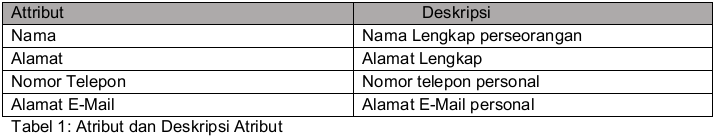 Attribut Deskripsi
Nama Nama Lengkap perseorangan
Alamat Alamat Lengkap
Nomor Telepon Nomor telepon personal
Alamat E-Mail Alamat E-Mail personal
Tabel 1: Atribut dan Deskripsi Atribut